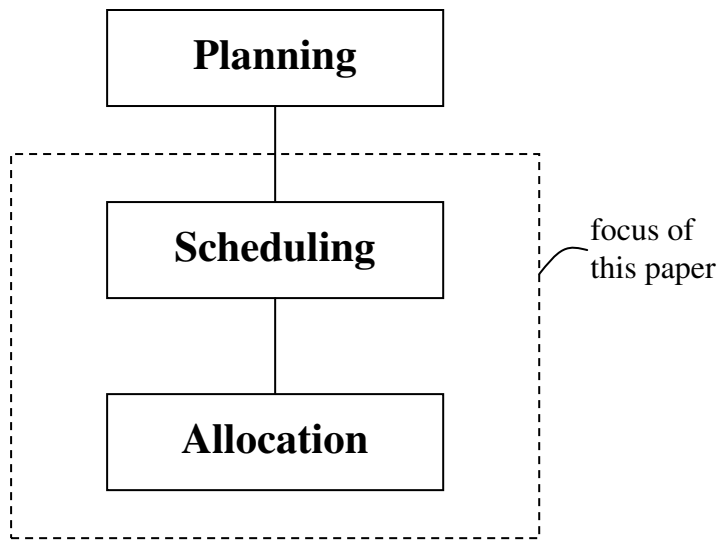 Planning
Scheduling
focus of
this paper
Allocation